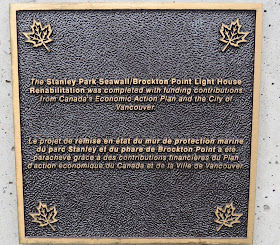 The Stanley Park Seawall/Brockton Point Light House
Rehabilitation was completed with funding contributions
from Canada's Economic Action Plan and the City of
Vancouver.
Le projet de remise en état du mur de protection marine
du parc Stanley et du phare de Brockton Point a été
parachevé grâce à des contributions financières du Plan
d'action économique du Canada et de la Ville de Vancouver